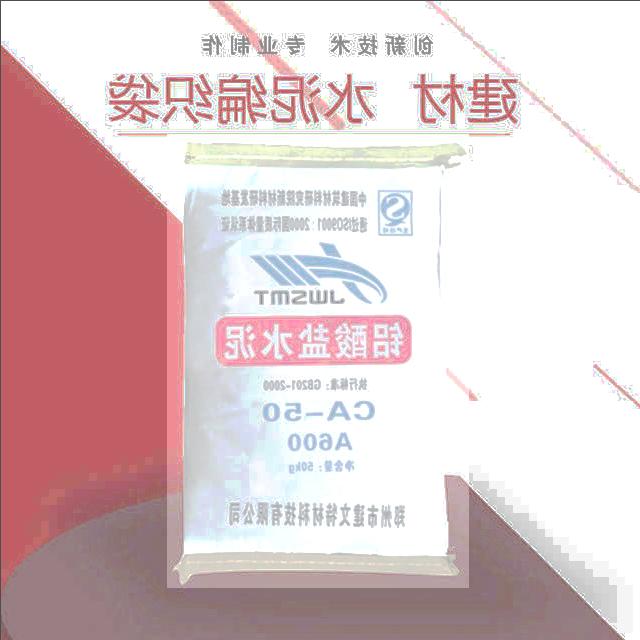 创新技术 专业制作
建材 水泥编织袋
中国建筑材料研究院新材料研发基地
通过ISO9001：2000国际质量体系认证
JWSMT
铝酸盐水泥
执行标准：GB201-2000
CA-50
A600
净含量：50kg
郑州市建文特材科技有限公司